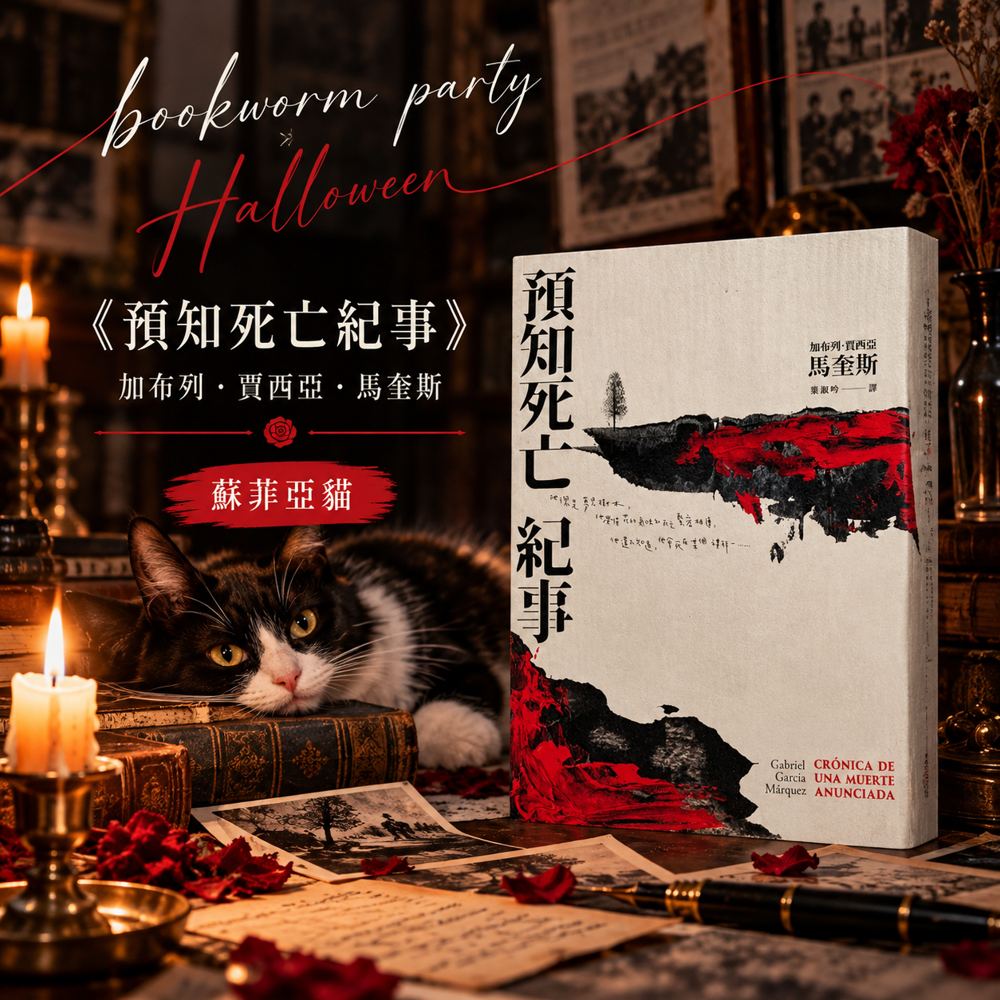 bookworm party
Halloween
《預知死亡紀事》
加布列・賈西亞・馬奎斯
蘇菲亞貓
預知死亡紀事
加布列・賈西亞
馬奎斯
葉淑吟——譯
Gabriel
García
Márquez
CRÓNICA DE
UNA MUERTE
ANUNCIADA